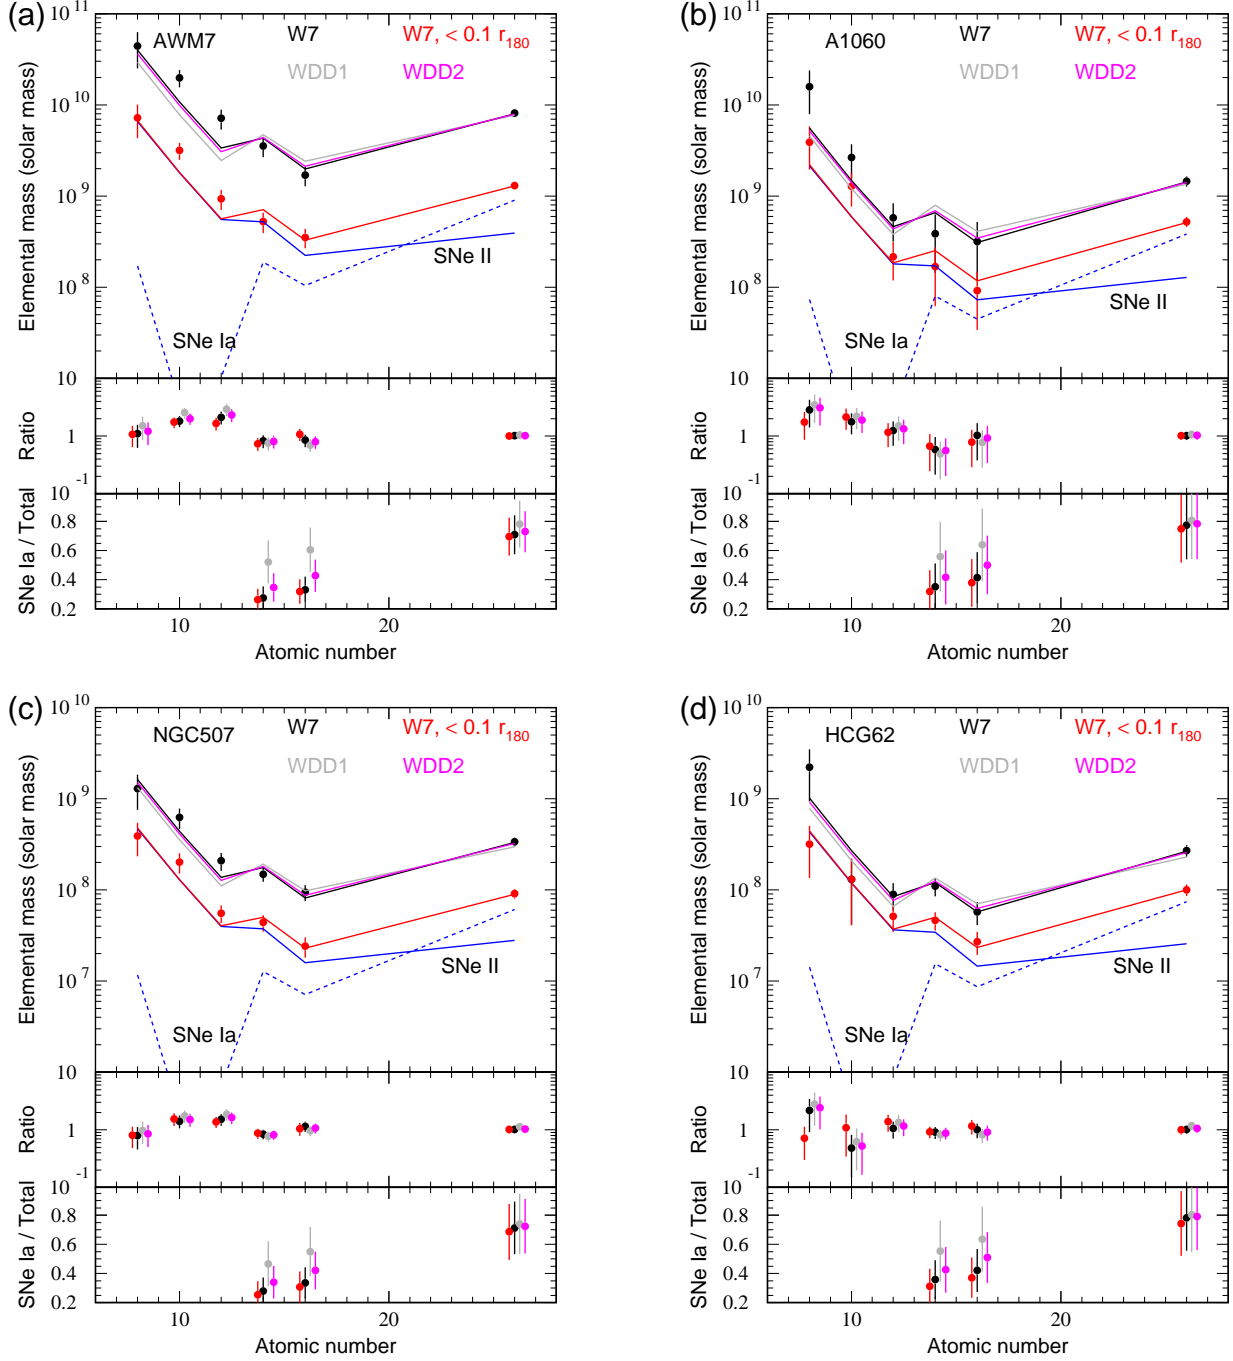 (a)
AWM7 W7 W7, < 0.1 r180
WDD1 WDD2
10^11
10^10
10^9
10^8
10
Elemental mass (solar mass)
SNe II
SNe Ia
Ratio
1
-1
10
SNe Ia / Total
0.8
0.6
0.4
0.2
10 20
Atomic number
(b)
A1060 W7 W7, < 0.1 r180
WDD1 WDD2
10^11
10^10
10^9
10^8
10
Elemental mass (solar mass)
SNe II
SNe Ia
Ratio
1
-1
10
SNe Ia / Total
0.8
0.6
0.4
0.2
10 20
Atomic number
(c)
NGC507 W7 W7, < 0.1 r180
WDD1 WDD2
10^10
10^9
10^8
10^7
10
Elemental mass (solar mass)
SNe II
SNe Ia
Ratio
1
-1
10
SNe Ia / Total
0.8
0.6
0.4
0.2
10 20
Atomic number
(d)
HCG62 W7 W7, < 0.1 r180
WDD1 WDD2
10^10
10^9
10^8
10^7
10
Elemental mass (solar mass)
SNe II
SNe Ia
Ratio
1
-1
10
SNe Ia / Total
0.8
0.6
0.4
0.2
10 20
Atomic number